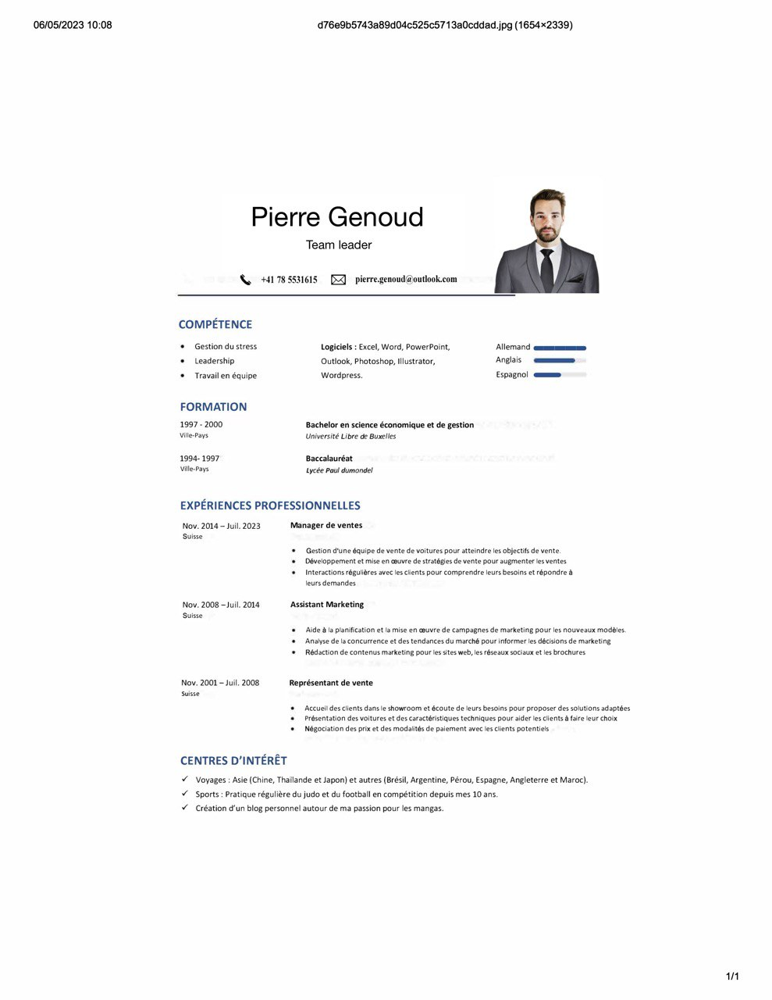 06/05/2023 10:08
d76e9b5743a89d04c525c5713a0cddad.jpg (1654×2339)
Pierre Genoud
Team leader
+41 78 5531615 pierre.genoud@outlook.com
COMPÉTENCE
• Gestion du stress
• Leadership
• Travail en équipe
Logiciels : Excel, Word, PowerPoint,
Outlook, Photoshop, Illustrator,
Wordpress.
Allemand
Anglais
Espagnol
FORMATION
1997 - 2000
Ville-Pays
Bachelor en science économique et de gestion
Université Libre de Buxelles
1994- 1997
Ville-Pays
Baccalauréat
Lycée Paul dumondel
EXPÉRIENCES PROFESSIONNELLES
Nov. 2014 – Juil. 2023
Suisse
Manager de ventes
• Gestion d'une équipe de vente de voitures pour atteindre les objectifs de vente.
• Développement et mise en œuvre de stratégies de vente pour augmenter les ventes
• Interactions régulières avec les clients pour comprendre leurs besoins et répondre à
leurs demandes
Nov. 2008 – Juil. 2014
Suisse
Assistant Marketing
• Aide à la planification et la mise en œuvre de campagnes de marketing pour les nouveaux modèles.
• Analyse de la concurrence et des tendances du marché pour informer les décisions de marketing
• Rédaction de contenus marketing pour les sites web, les réseaux sociaux et les brochures
Nov. 2001 – Juil. 2008
Suisse
Représentant de vente
• Accueil des clients dans le showroom et écoute de leurs besoins pour proposer des solutions adaptées
• Présentation des voitures et des caractéristiques techniques pour aider les clients à faire leur choix
• Négociation des prix et des modalités de paiement avec les clients potentiels
CENTRES D’INTÉRÊT
✓ Voyages : Asie (Chine, Thaïlande et Japon) et autres (Brésil, Argentine, Pérou, Espagne, Angleterre et Maroc).
✓ Sports : Pratique régulière du judo et du football en compétition depuis mes 10 ans.
✓ Création d’un blog personnel autour de ma passion pour les mangas.
1/1